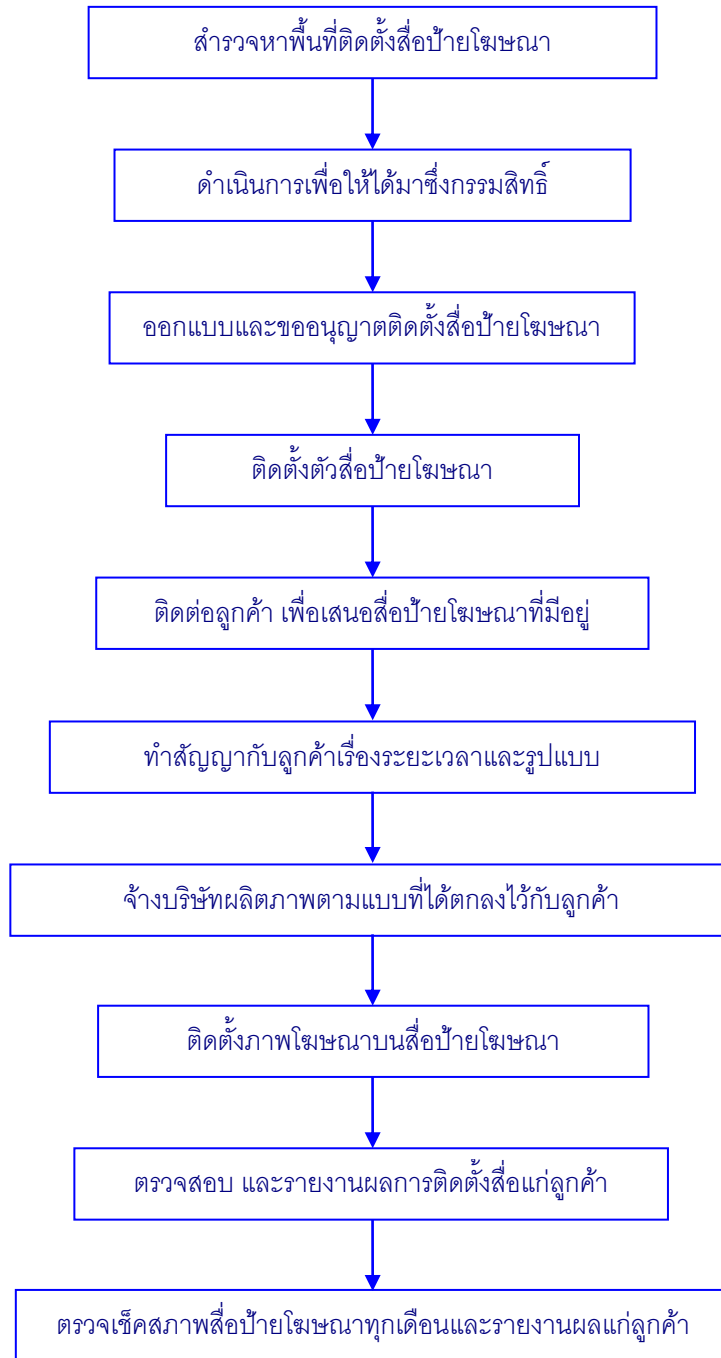 สำรวจหาพื้นที่ติดตั้งสื่อป้ายโฆษณา
ดำเนินการเพื่อให้ได้มาซึ่งกรรมสิทธิ์
ออกแบบและขออนุญาตติดตั้งสื่อป้ายโฆษณา
ติดตั้งตัวสื่อป้ายโฆษณา
ติดต่อลูกค้า เพื่อเสนอสื่อป้ายโฆษณาที่มีอยู่
ทำสัญญากับลูกค้าเรื่องระยะเวลาและรูปแบบ
จ้างบริษัทผลิตภาพตามแบบที่ได้ตกลงไว้กับลูกค้า
ติดตั้งภาพโฆษณาบนสื่อป้ายโฆษณา
ตรวจสอบ และรายงานผลการติดตั้งสื่อแก่ลูกค้า
ตรวจเช็คสภาพสื่อป้ายโฆษณาทุกเดือนและรายงานผลแก่ลูกค้า